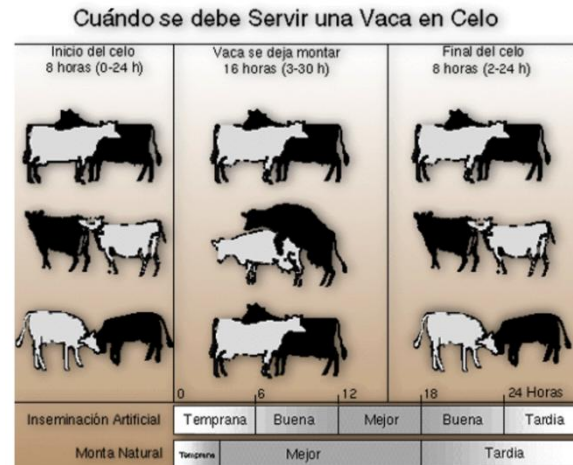 Cuándo se debe Servir una Vaca en Celo
Inicio del celo
8 horas (0-24 h)
Vaca se deja montar
16 horas (3-30 h)
Final del celo
8 horas (2-24 h)
0 6 12 18 24 Horas
Inseminación Artificial Temprana Buena Mejor Buena Tardia
Monta Natural Temprana Mejor Tardia